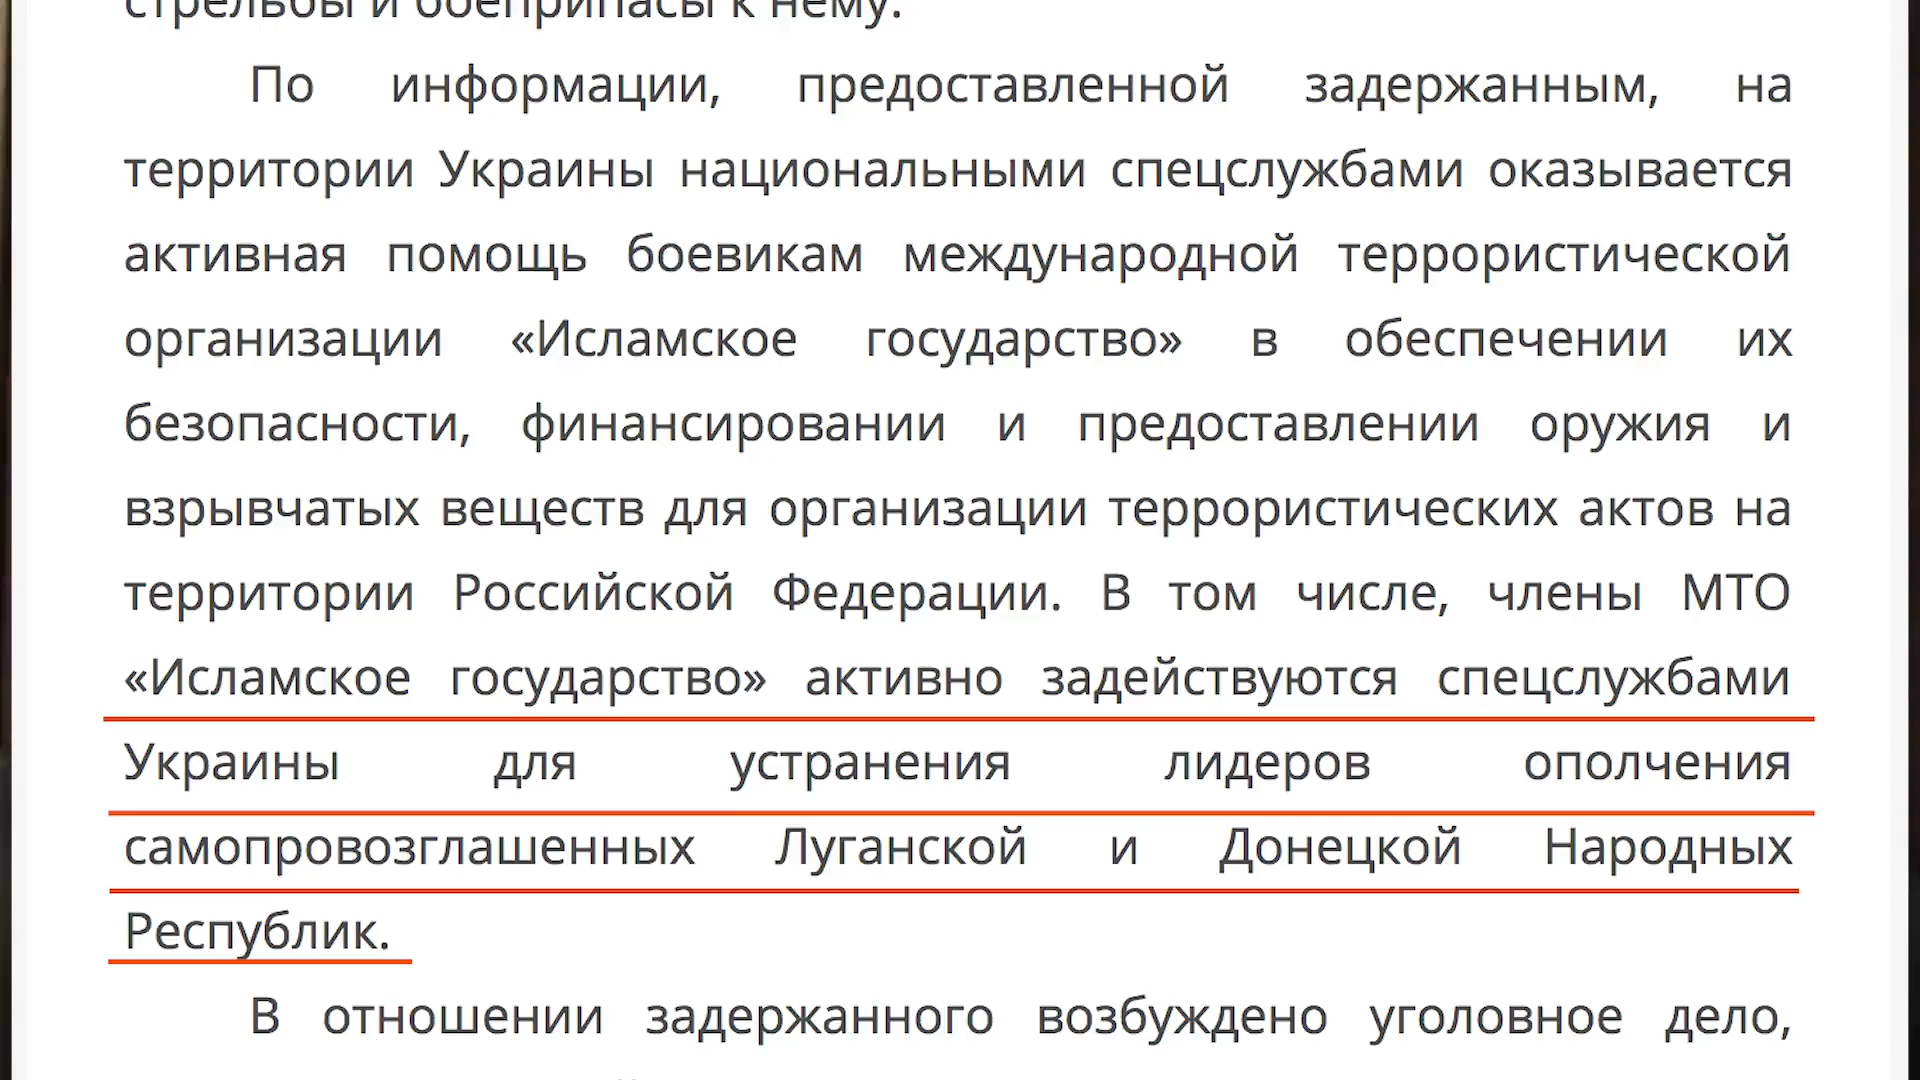 стрельбы и боеприпасы к нему.
По информации, предоставленной задержанным, на
территории Украины национальными спецслужбами оказывается
активная помощь боевикам международной террористической
организации «Исламское государство» в обеспечении их
безопасности, финансировании и предоставлении оружия и
взрывчатых веществ для организации террористических актов на
территории Российской Федерации. В том числе, члены МТО
«Исламское государство» активно задействуются спецслужбами
Украины для устранения лидеров ополчения
самопровозглашенных Луганской и Донецкой Народных
Республик.
В отношении задержанного возбуждено уголовное дело,